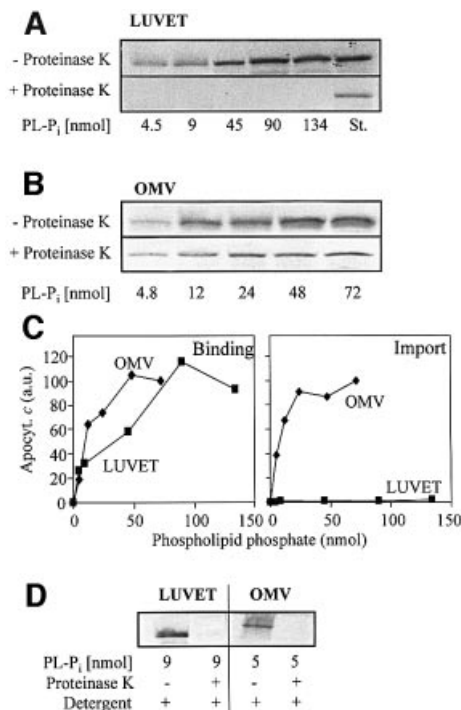 A
LUVET
- Proteinase K
+ Proteinase K
PL-Pi [nmol] 4.5 9 45 90 134 St.
B
OMV
- Proteinase K
+ Proteinase K
PL-Pi [nmol] 4.8 12 24 48 72
C
Apocyt. c (a.u.)
120
100
80
60
40
20
0
OMV
Binding
LUVET
0 50 100 150
Import
OMV
LUVET
0 50 100 150
Phospholipid phosphate (nmol)
D
LUVET OMV
PL-Pi [nmol] 9 9 5 5
Proteinase K - + - +
Detergent + + + +